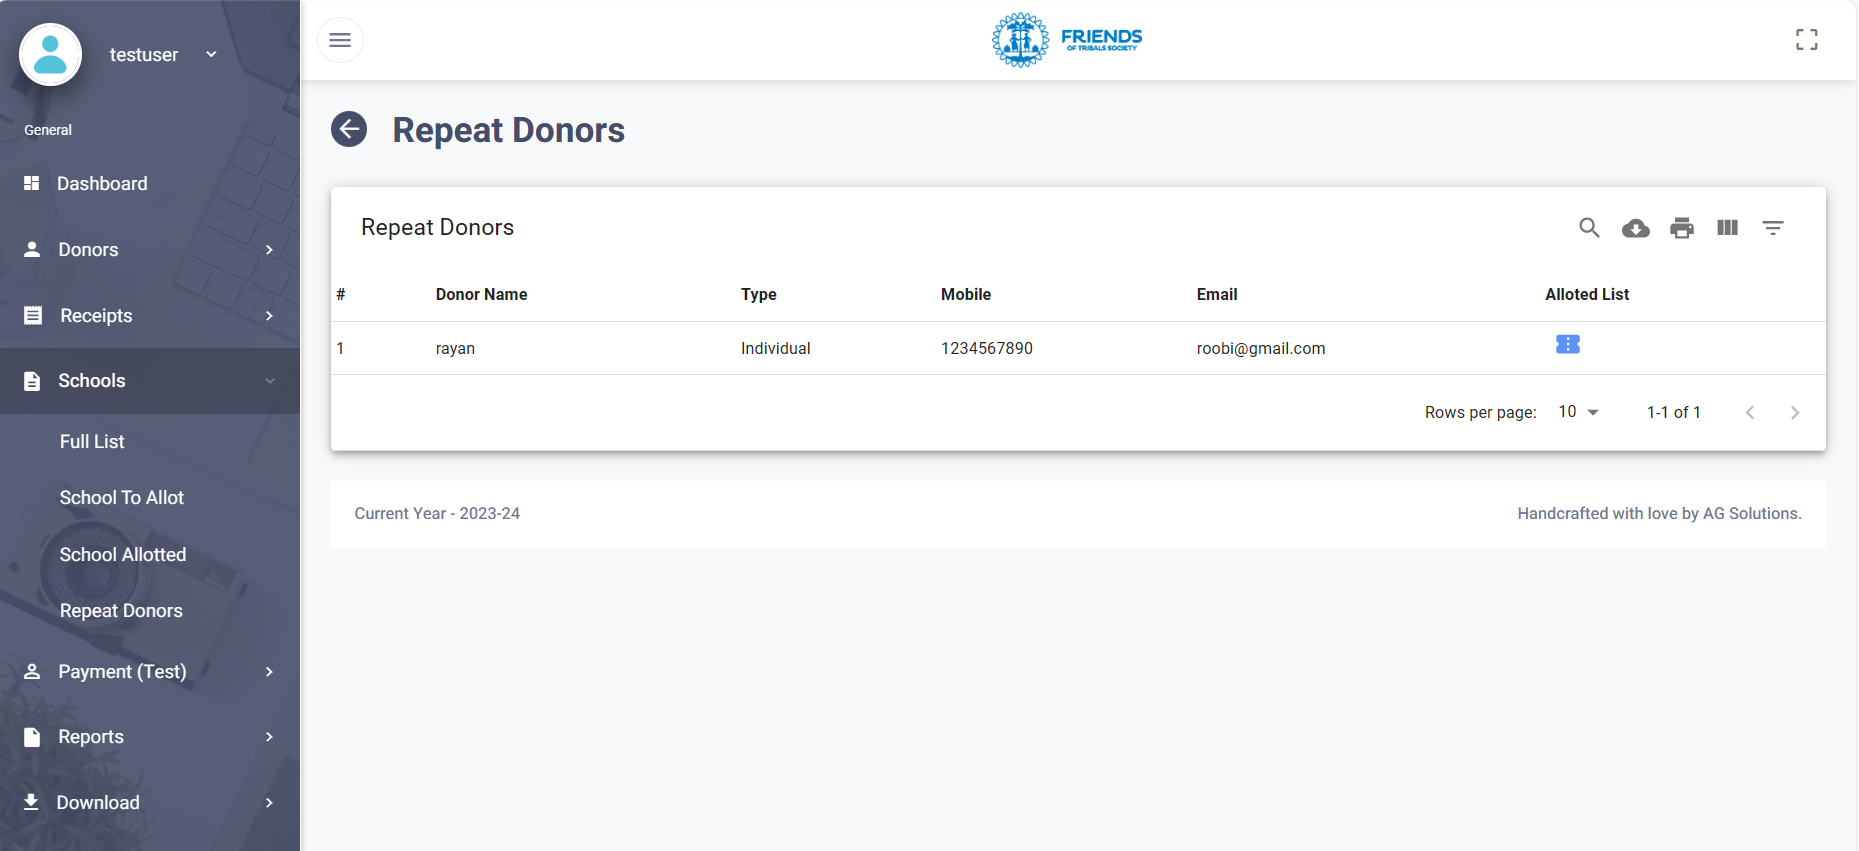 testuser
FRIENDS
OF TRIBALS SOCIETY
General
Dashboard
Donors
Receipts
Schools
Full List
School To Allot
School Allotted
Repeat Donors
Payment (Test)
Reports
Download
Repeat Donors
Repeat Donors
# Donor Name Type Mobile Email Alloted List
1 rayan Individual 1234567890 roobi@gmail.com
Rows per page: 10 1-1 of 1
Current Year - 2023-24 Handcrafted with love by AG Solutions.